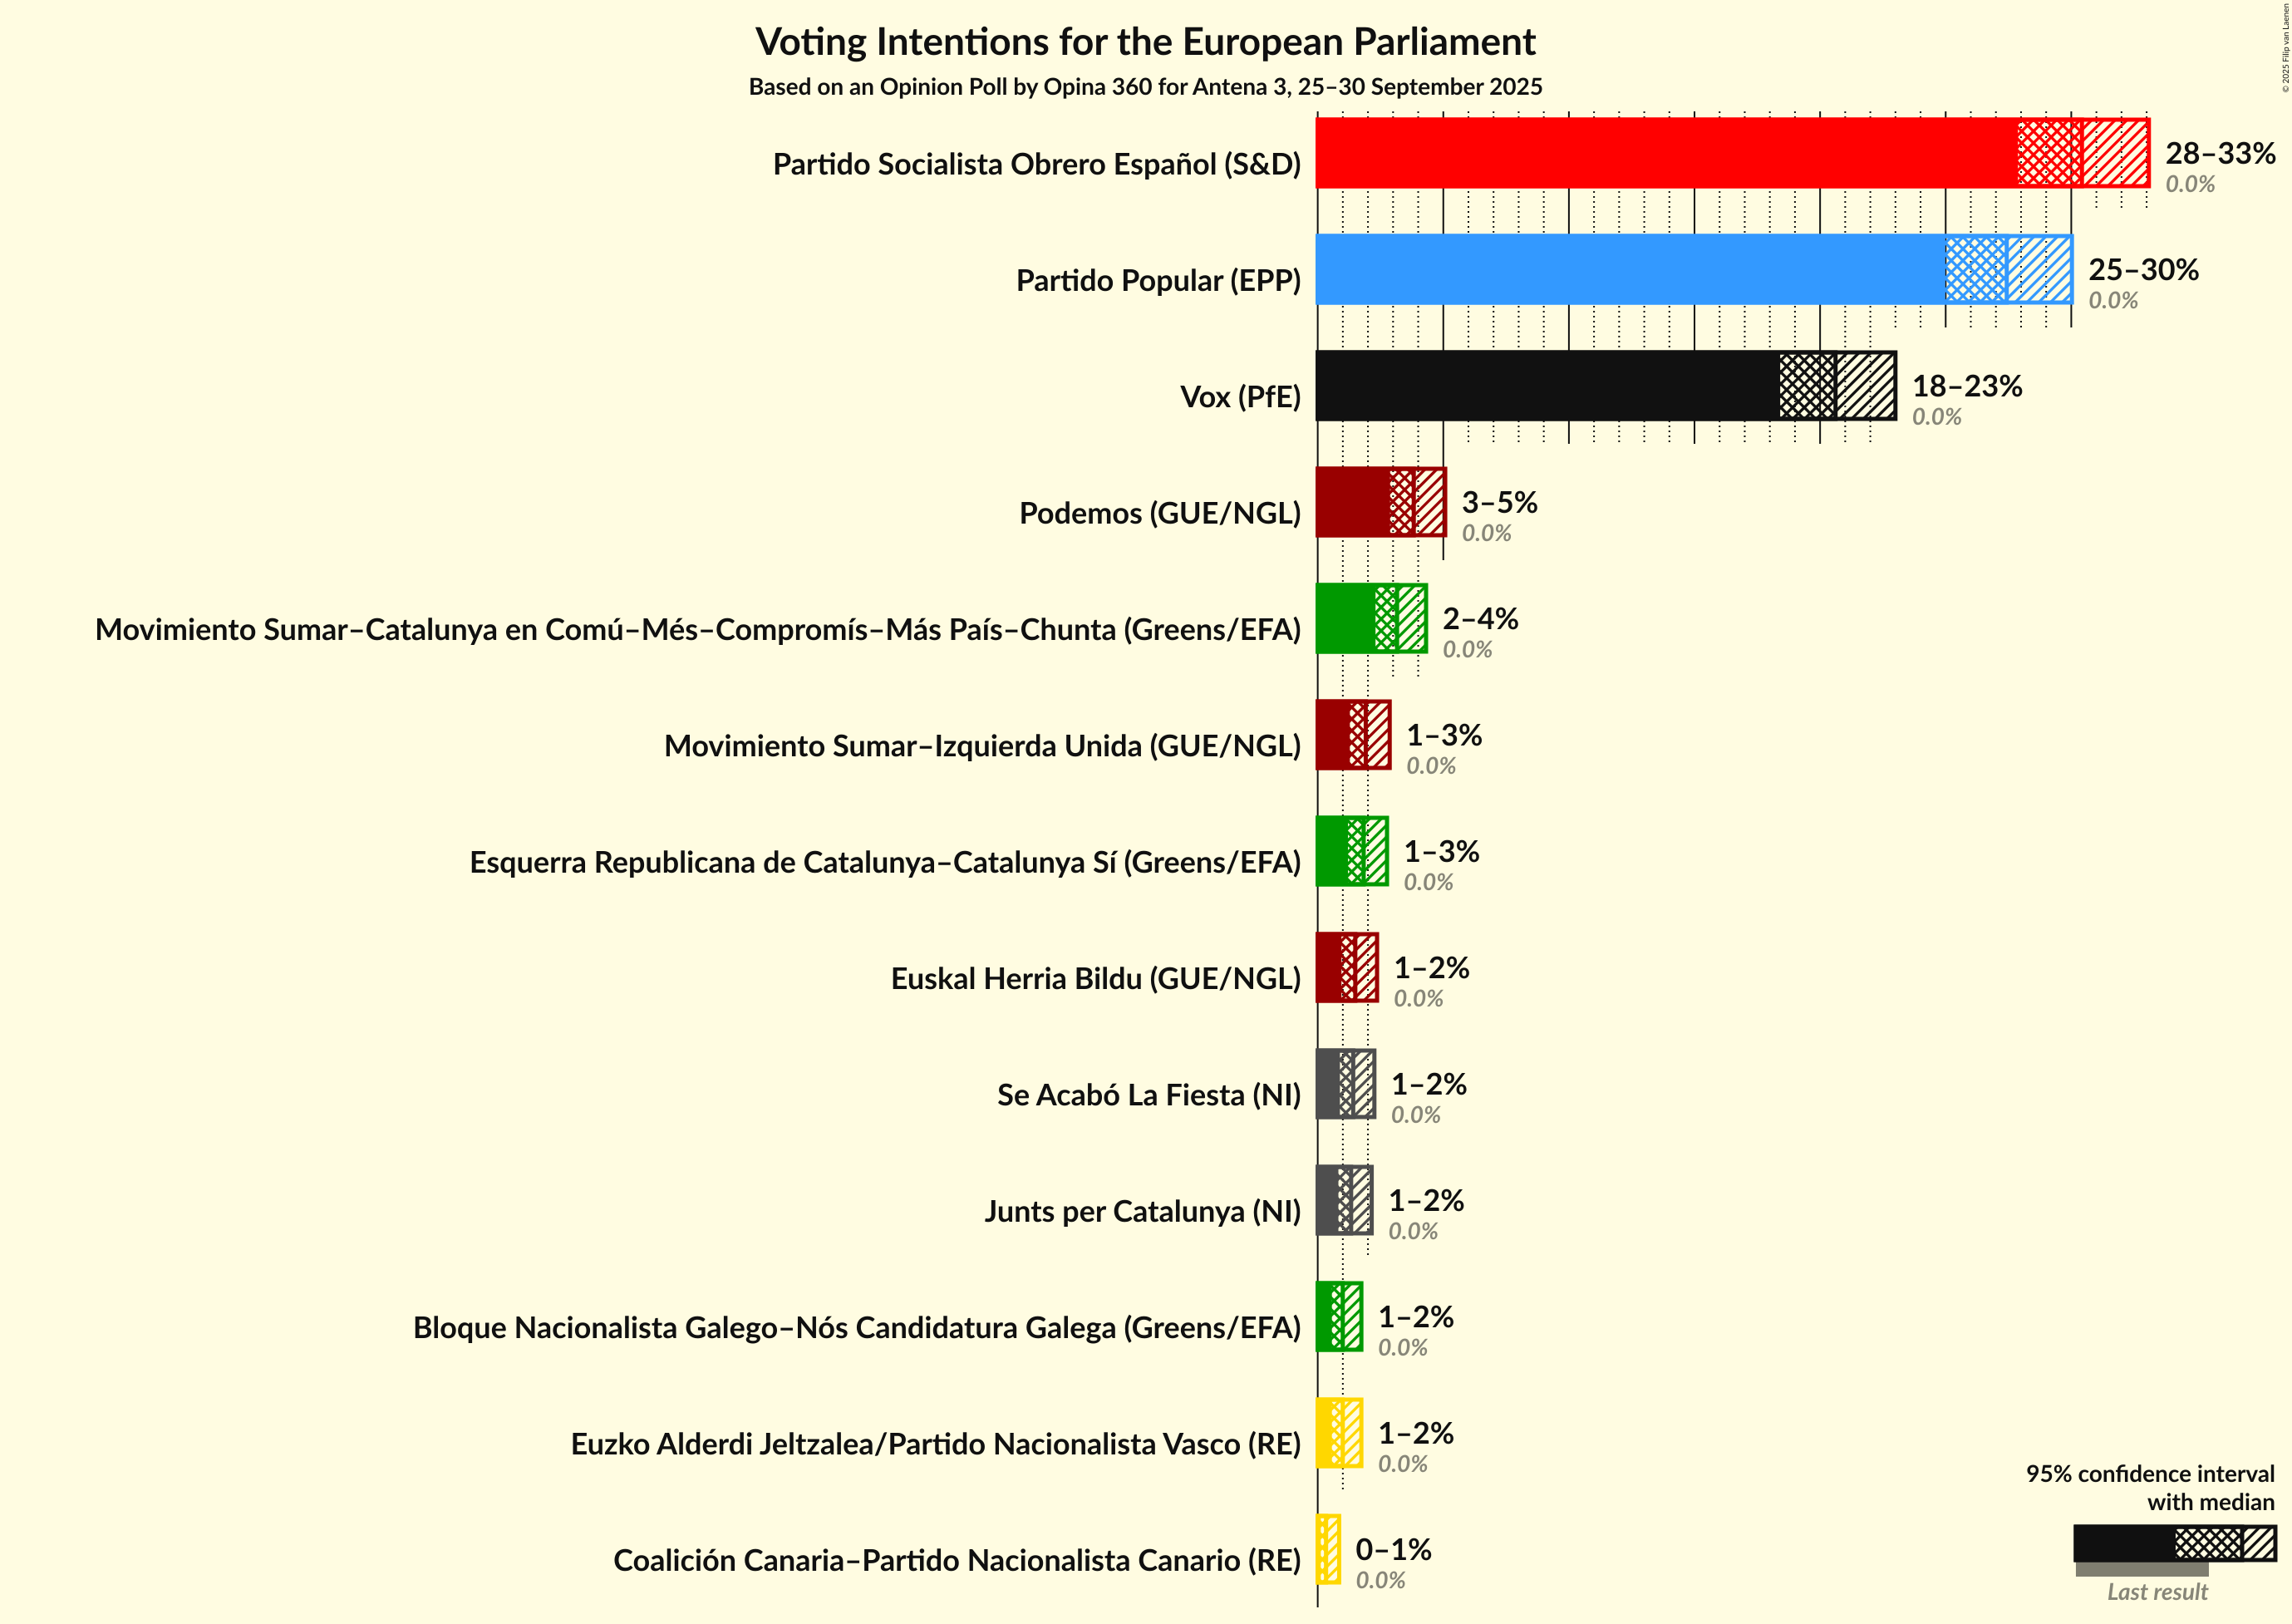 Voting Intentions for the European Parliament
Based on an Opinion Poll by Opina 360 for Antena 3, 25–30 September 2025
© 2025 Filip van Laenen
Partido Socialista Obrero Español (S&D)
28–33%
0.0%
Partido Popular (EPP)
25–30%
0.0%
Vox (PfE)
18–23%
0.0%
Podemos (GUE/NGL)
3–5%
0.0%
Movimiento Sumar–Catalunya en Comú–Més–Compromís–Más País–Chunta (Greens/EFA)
2–4%
0.0%
Movimiento Sumar–Izquierda Unida (GUE/NGL)
1–3%
0.0%
Esquerra Republicana de Catalunya–Catalunya Sí (Greens/EFA)
1–3%
0.0%
Euskal Herria Bildu (GUE/NGL)
1–2%
0.0%
Se Acabó La Fiesta (NI)
1–2%
0.0%
Junts per Catalunya (NI)
1–2%
0.0%
Bloque Nacionalista Galego–Nós Candidatura Galega (Greens/EFA)
1–2%
0.0%
Euzko Alderdi Jeltzalea/Partido Nacionalista Vasco (RE)
1–2%
0.0%
Coalición Canaria–Partido Nacionalista Canario (RE)
0–1%
0.0%
95% confidence interval
with median
Last result